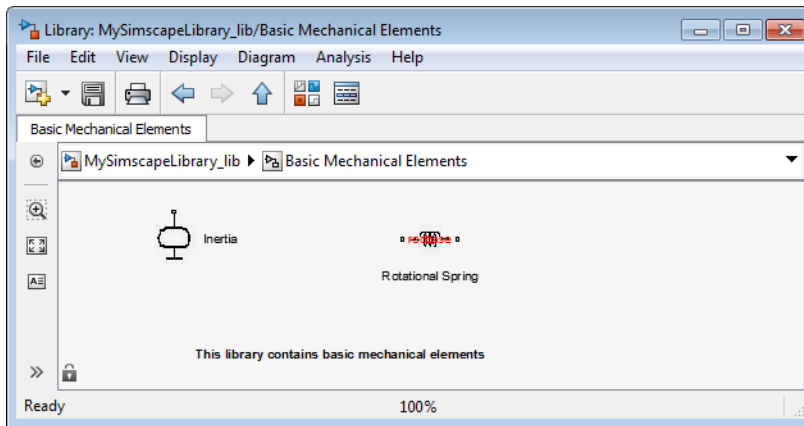 Library: MySimscapeLibrary_lib/Basic Mechanical Elements
File Edit View Display Diagram Analysis Help
Basic Mechanical Elements
MySimscapeLibrary_lib Basic Mechanical Elements
Inertia
Rotational Spring
This library contains basic mechanical elements
Ready 100%